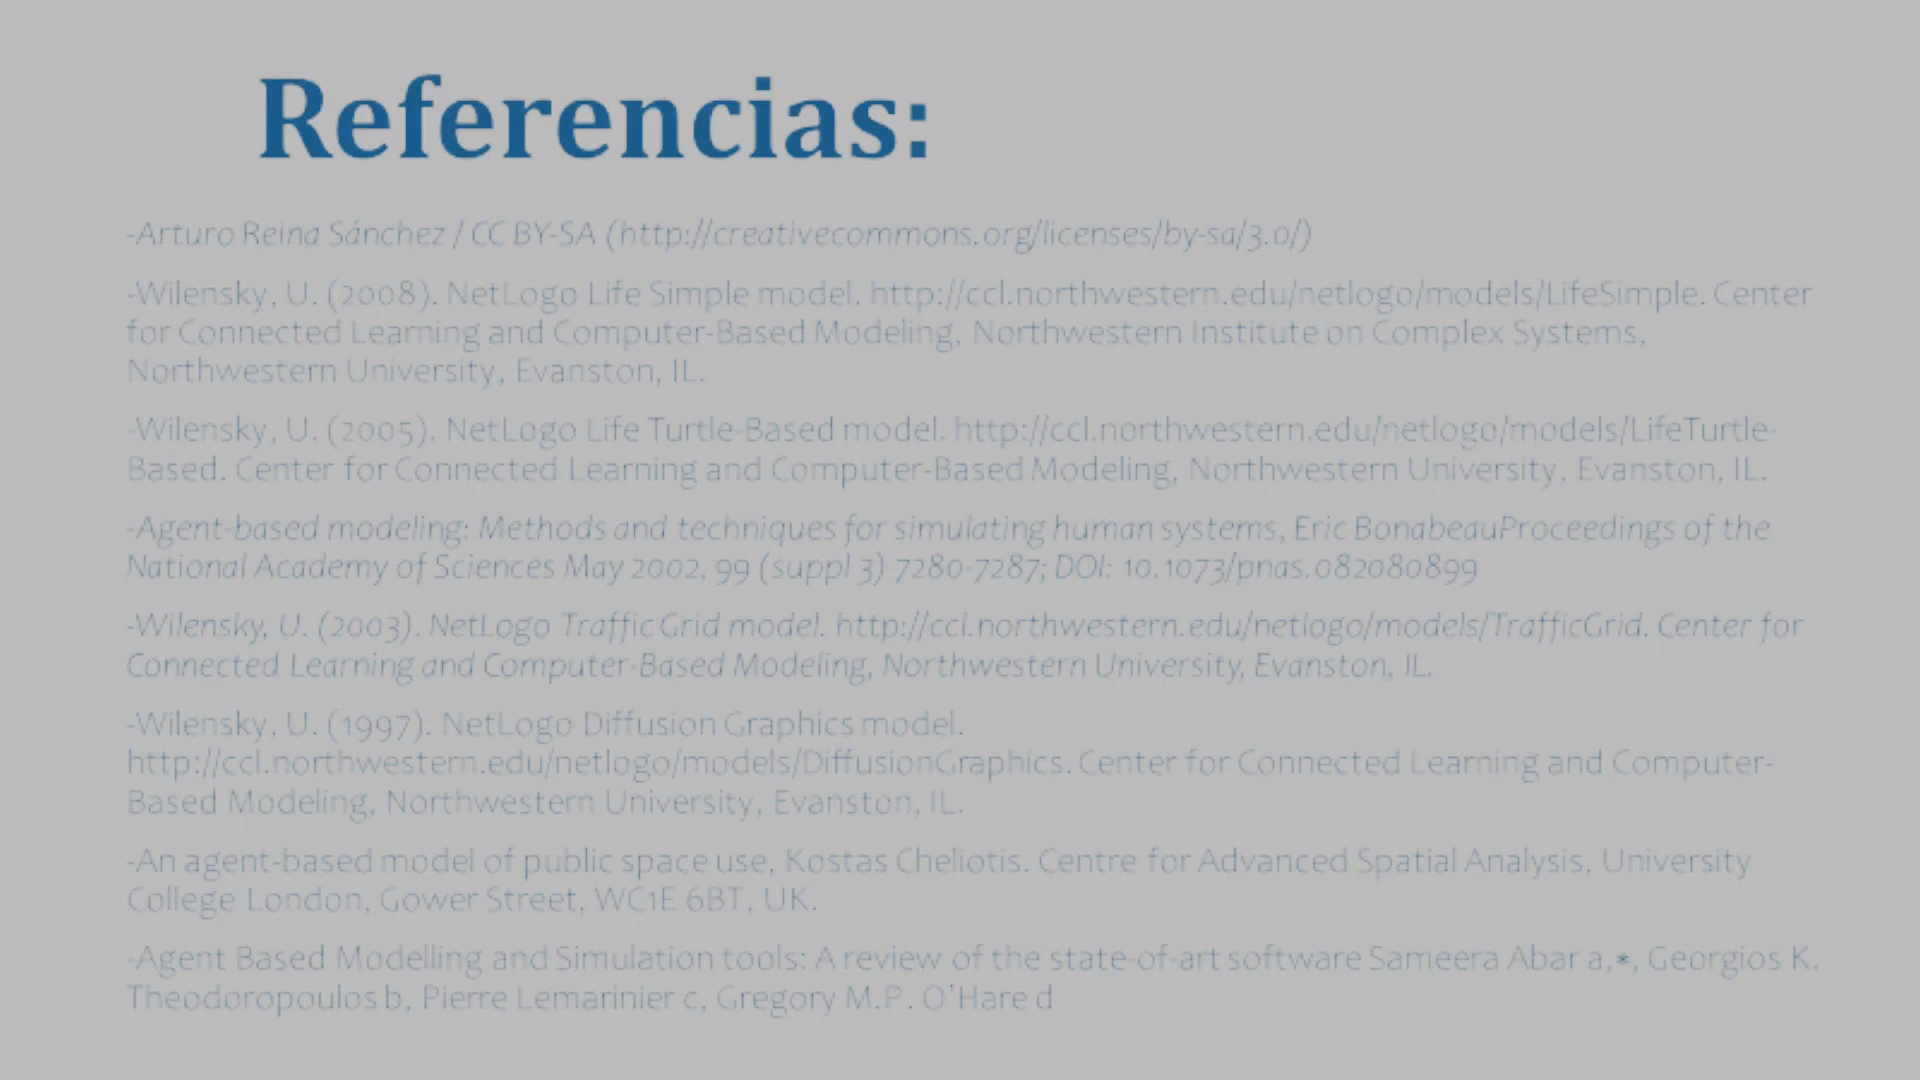 Referencias:
-Arturo Reina Sánchez / CC BY-SA (http://creativecommons.org/licenses/by-sa/3.0/)
-Wilensky, U. (2008). NetLogo Life Simple model. http://ccl.northwestern.edu/netlogo/models/LifeSimple. Center
for Connected Learning and Computer-Based Modeling, Northwestern Institute on Complex Systems,
Northwestern University, Evanston, IL.
-Wilensky, U. (2005). NetLogo Life Turtle-Based model. http://ccl.northwestern.edu/netlogo/models/LifeTurtle-
Based. Center for Connected Learning and Computer-Based Modeling, Northwestern University, Evanston, IL.
-Agent-based modeling: Methods and techniques for simulating human systems, Eric BonabeauProceedings of the
National Academy of Sciences May 2002, 99 (suppl 3) 7280-7287; DOI: 10.1073/pnas.082080899
-Wilensky, U. (2003). NetLogo Traffic Grid model. http://ccl.northwestern.edu/netlogo/models/TrafficGrid. Center for
Connected Learning and Computer-Based Modeling, Northwestern University, Evanston, IL.
-Wilensky, U. (1997). NetLogo Diffusion Graphics model.
http://ccl.northwestern.edu/netlogo/models/DiffusionGraphics. Center for Connected Learning and Computer-
Based Modeling, Northwestern University, Evanston, IL.
-An agent-based model of public space use, Kostas Cheliotis. Centre for Advanced Spatial Analysis, University
College London, Gower Street, WC1E 6BT, UK.
-Agent Based Modelling and Simulation tools: A review of the state-of-art software Sameera Abar a,*, Georgios K.
Theodoropoulos b, Pierre Lemarinier c, Gregory M.P. O'Hare d